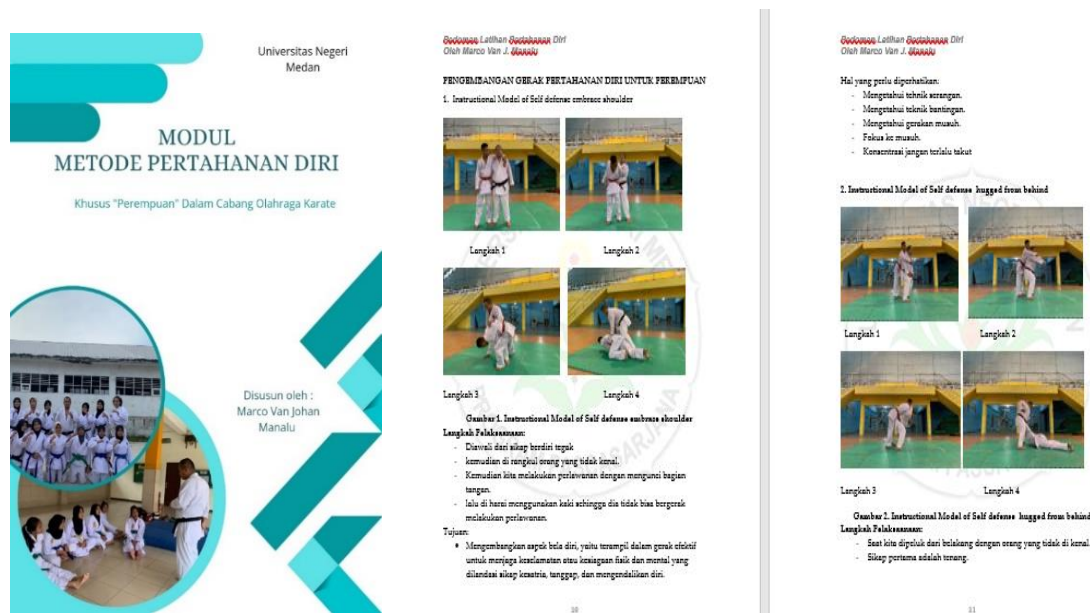 Universitas Negeri
Medan
MODUL
METODE PERTAHANAN DIRI
Khusus "Perempuan" Dalam Cabang Olahraga Karate
Disusun oleh :
Marco Van Johan
Manalu
Pedoman Latihan Pertahanan Diri
Oleh Marco Van J. Manalu
PENGEMBANGAN GERAK PERTAHANAN DIRI UNTUK PEREMPUAN
1. Instructional Model of Self defense embrace shoulder
Langkah 1
Langkah 2
Langkah 3
Langkah 4
Gambar 1. Instructional Model of Self defense embrace shoulder
Langkah Pelaksanaan:
- Diawali dari sikap berdiri tegak
- kemudian di rangkul orang yang tidak kenal.
- Kemudian kita melakukan perlawanan dengan mengunci bagian
tangan.
- lalu di harai menggunakan kaki sehingga dia tidak bisa bergerak
melakukan perlawanan.
Tujuan:
• Mengembangkan aspek bela diri, yaitu terampil dalam gerak efektif
untuk menjaga keselamatan atau kesiagaan fisik dan mental yang
dilandasi sikap kesatria, tanggap, dan mengendalikan diri.
Pedoman Latihan Pertahanan Diri
Oleh Marco Van J. Manalu
Hal yang perlu diperhatikan:
- Mengetahui tehnik serangan.
- Mengetahui teknik bantingan.
- Mengetahui gerakan musuh.
- Fokus ke musuh.
- Konsentrasi jangan terlalu takut
2. Instructional Model of Self defense hugged from behind
Langkah 1
Langkah 2
Langkah 3
Langkah 4
Gambar 2. Instructional Model of Self defense hugged from behind
Langkah Pelaksanaan:
- Saat kita dipeluk dari belakang dengan orang yang tidak di kenal.
- Sikap pertama adalah tenang.